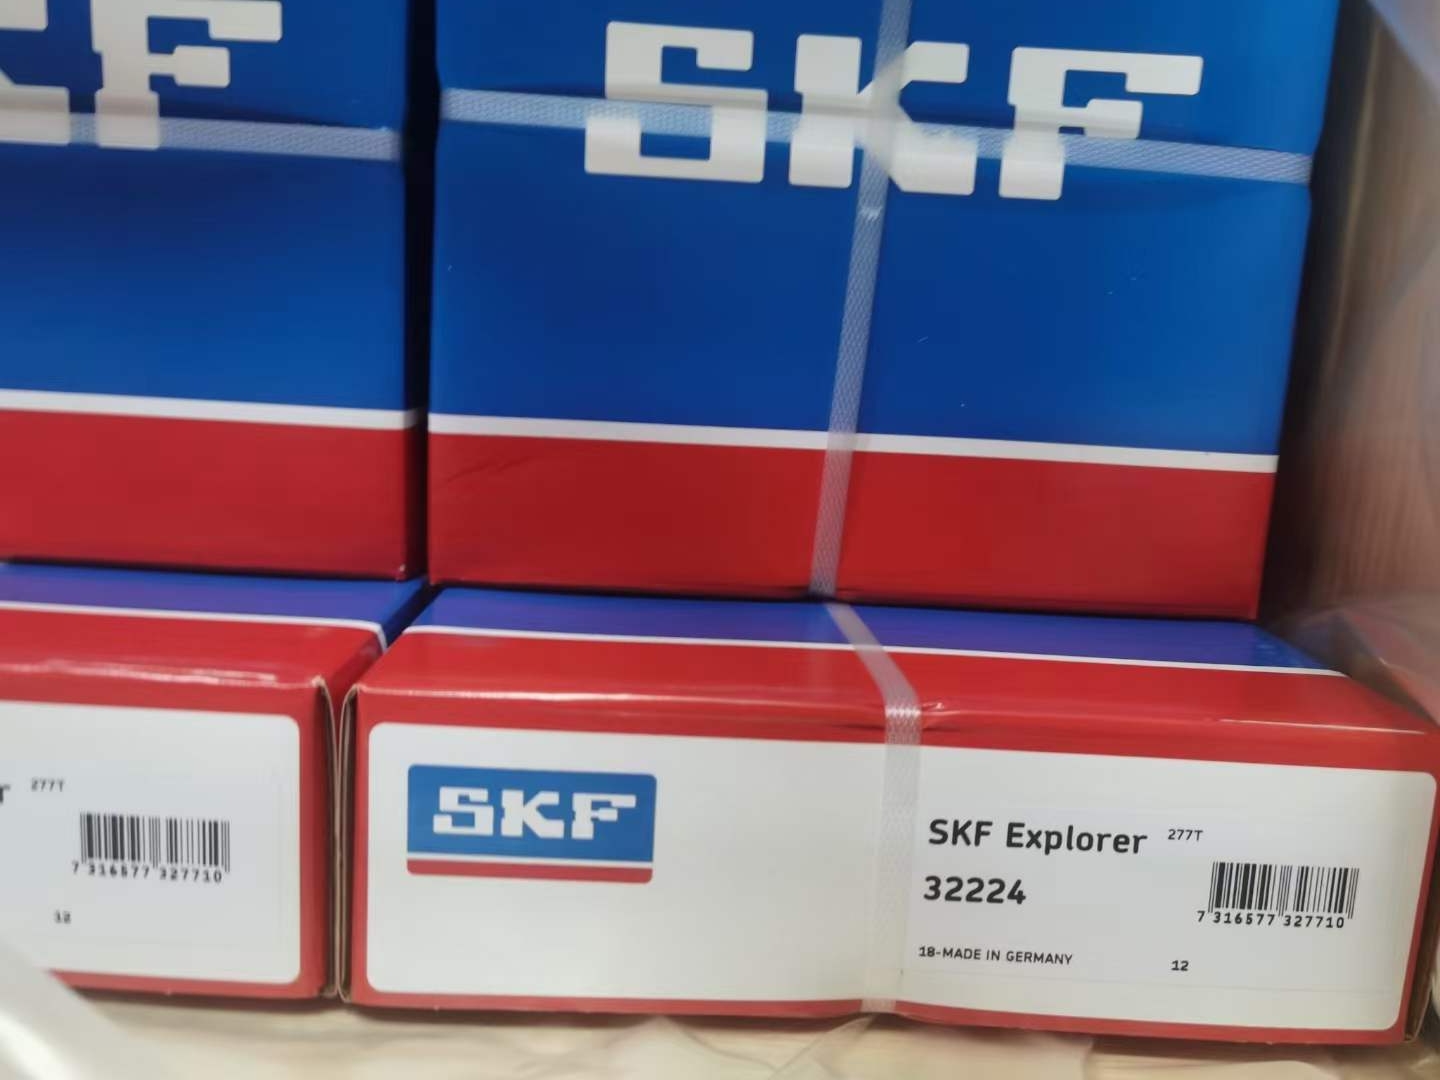 SKF
SKF
277T
7 316577 327710
12
SKF
SKF Explorer 277T
32224
7 316577 327710
18-MADE IN GERMANY 12